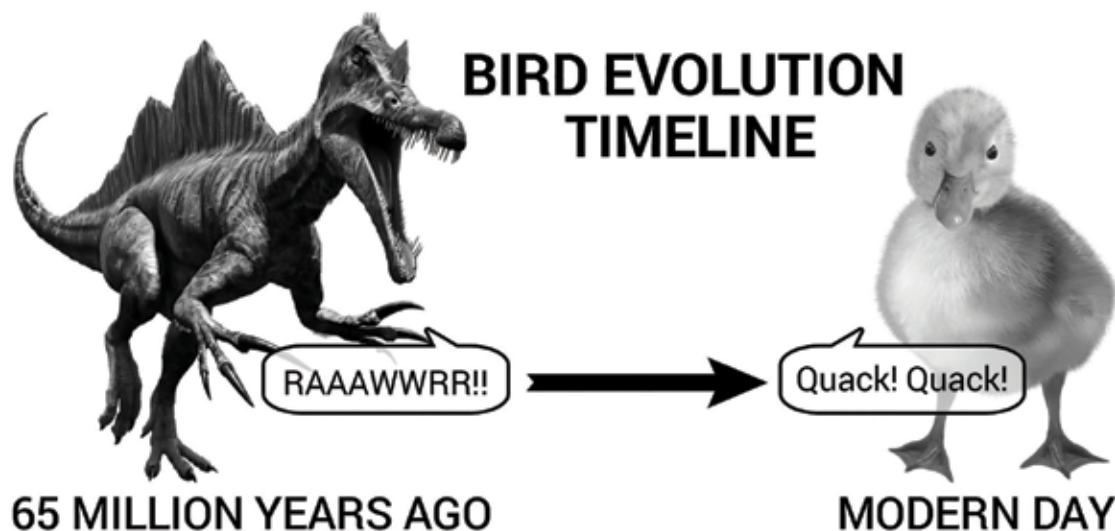 BIRD EVOLUTION
TIMELINE
RAAAWWRR!!
Quack! Quack!
65 MILLION YEARS AGO
MODERN DAY